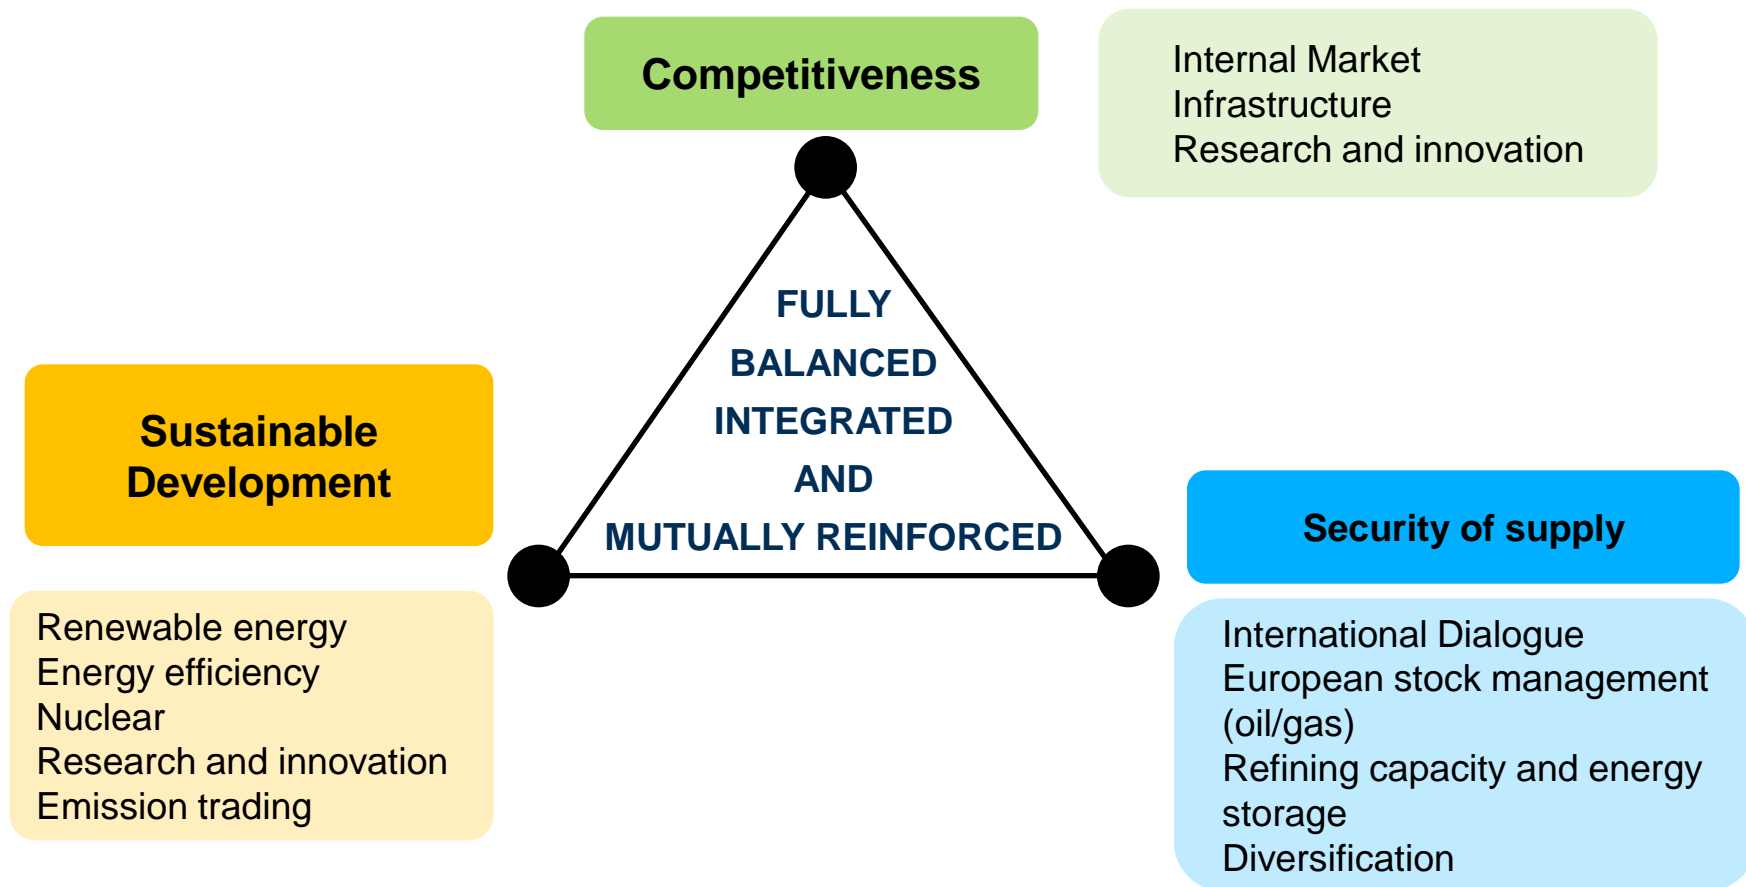 Competitiveness
Internal Market
Infrastructure
Research and innovation
FULLY
BALANCED
INTEGRATED
AND
MUTUALLY REINFORCED
Sustainable
Development
Renewable energy
Energy efficiency
Nuclear
Research and innovation
Emission trading
Security of supply
International Dialogue
European stock management
(oil/gas)
Refining capacity and energy
storage
Diversification